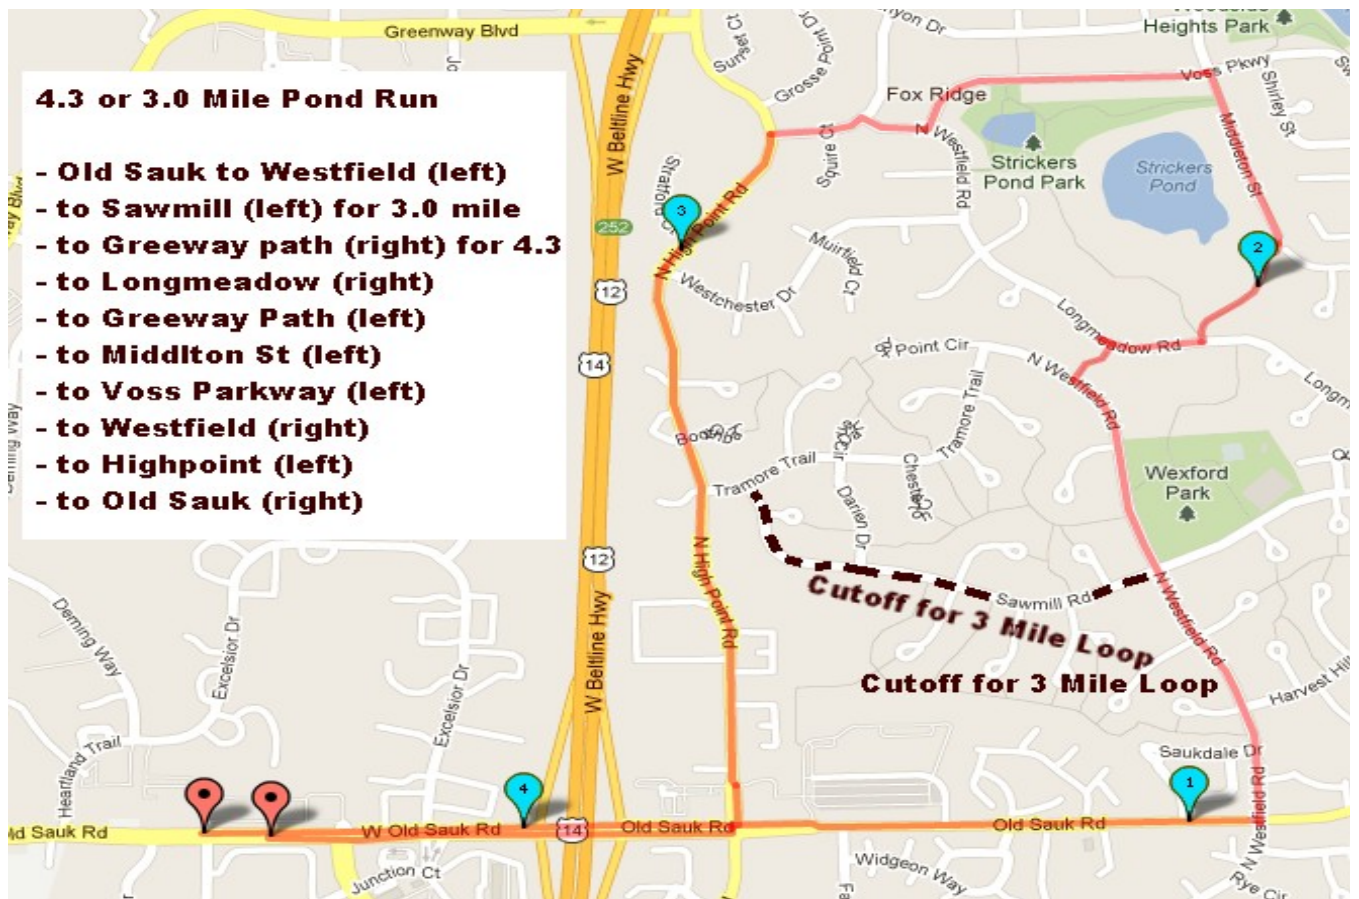 Greenway Blvd
Sunset Ct
Grosse Point Dr
nyon Dr
Heights Park
Voss Pkwy
Shirley St
Fox Ridge
4.3 or 3.0 Mile Pond Run
- Old Sauk to Westfield (left)
- to Sawmill (left) for 3.0 mile
- to Greeway path (right) for 4.3
- to Longmeadow (right)
- to Greeway Path (left)
- to Middlton St (left)
- to Voss Parkway (left)
- to Westfield (right)
- to Highpoint (left)
- to Old Sauk (right)
W Beltline Hwy
Squire Ct
N Westfield Rd
Strickers
Pond Park
Strickers
Pond
Middleton St
3
252
N High Point Rd
Muirfield Ct
2
12
Westchester Dr
Longmeadow Rd
14
Point Cir
N Westfield Rd
Longm
Tramore Trail
Tramore Trail
Darien Dr
Wexford
Park
12
N High Point Rd
Sawmill Rd
Cutoff for 3 Mile Loop
Cutoff for 3 Mile Loop
N Westfield Rd
Harvest Hill
Deming Way
Excelsior Dr
Excelsior Dr
W Beltline Hwy
Heartland Trail
Saukdale Dr
4
1
ld Sauk Rd
W Old Sauk Rd
14
Old Sauk Rd
Old Sauk Rd
N Westfield Rd
Junction Ct
Widgeon Way
Rye Cir